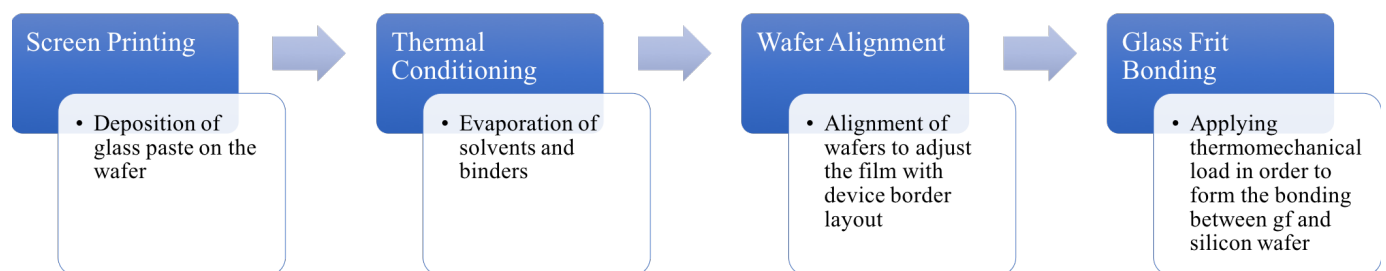 Screen Printing
• Deposition of
glass paste on the
wafer
Thermal
Conditioning
• Evaporation of
solvents and
binders
Wafer Alignment
• Alignment of
wafers to adjust
the film with
device border
layout
Glass Frit
Bonding
• Applying
thermomechanical
load in order to
form the bonding
between gf and
silicon wafer